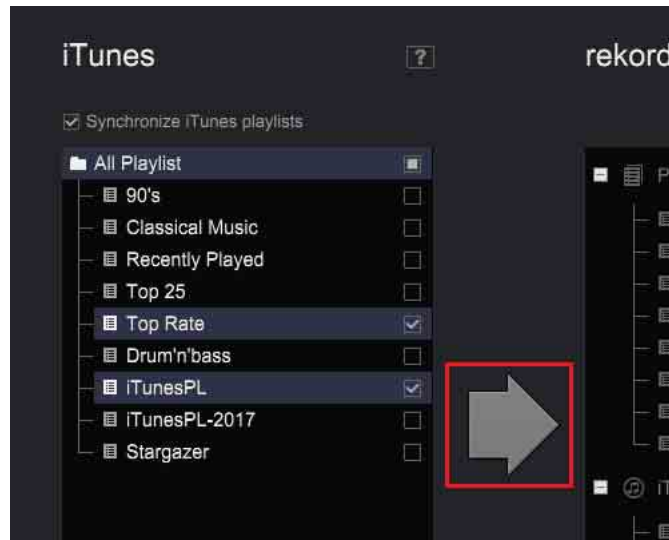 iTunes
?
rekord
Synchronize iTunes playlists
All Playlist
90's
Classical Music
Recently Played
Top 25
Top Rate
Drum'n'bass
iTunesPL
iTunesPL-2017
Stargazer
P
iT